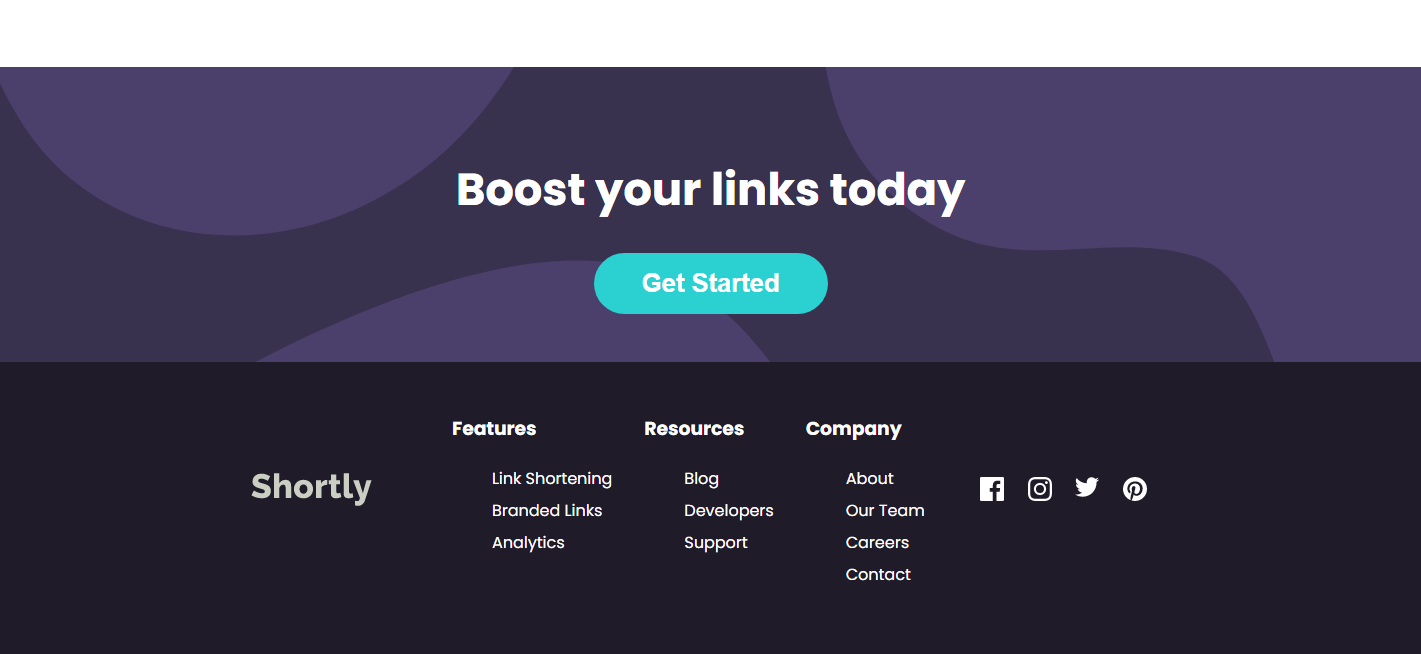 Boost your links today
Get Started
Shortly
Features
Link Shortening
Branded Links
Analytics
Resources
Blog
Developers
Support
Company
About
Our Team
Careers
Contact